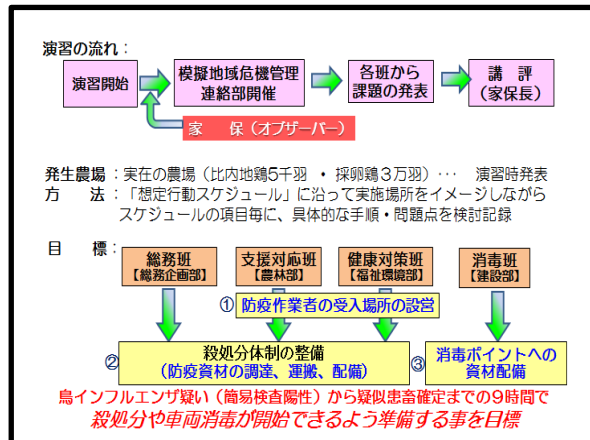 演習の流れ：
演習開始
模擬地域危機管理
連絡部開催
各班から
課題の発表
講　評
（家保長）
家　保（オブザーバー）
発生農場：実在の農場（比内地鶏5千羽　・　採卵鶏３万羽）･･･　演習時発表
方　　法：「想定行動スケジュール」に沿って実施場所をイメージしながら
スケジュールの項目毎に、具体的な手順・問題点を検討記録
目　　標：
総務班
【総務企画部】
支援対応班
【農林部】
健康対策班
【福祉環境部】
消毒班
【建設部】
① 防疫作業者の受入場所の設営
② 殺処分体制の整備
（防疫資材の調達、運搬、配備）
③ 消毒ポイントへの
資材配備
鳥インフルエンザ疑い（簡易検査陽性）から疑似患畜確定までの９時間で
殺処分や車両消毒が開始できるよう準備する事を目標